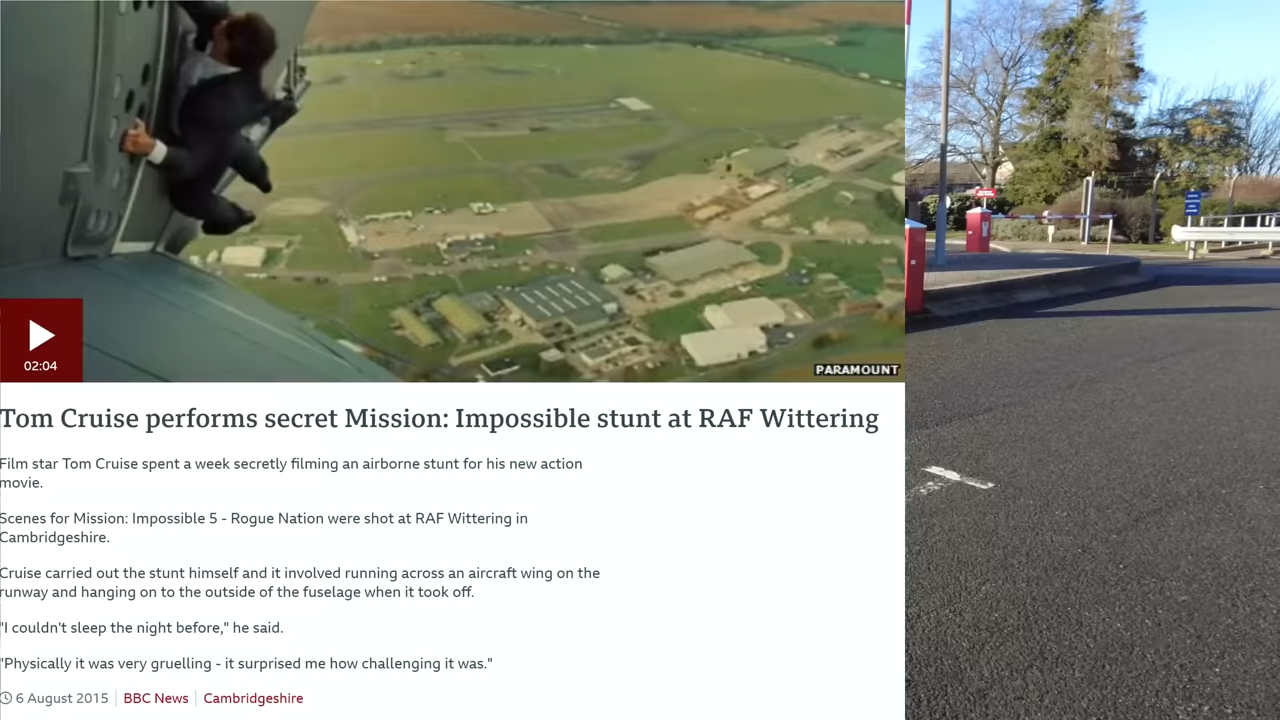 02:04
PARAMOUNT
Tom Cruise performs secret Mission: Impossible stunt at RAF Wittering
Film star Tom Cruise spent a week secretly filming an airborne stunt for his new action
movie.
Scenes for Mission: Impossible 5 - Rogue Nation were shot at RAF Wittering in
Cambridgeshire.
Cruise carried out the stunt himself and it involved running across an aircraft wing on the
runway and hanging on to the outside of the fuselage when it took off.
"I couldn't sleep the night before," he said.
"Physically it was very gruelling - it surprised me how challenging it was."
6 August 2015 BBC News Cambridgeshire